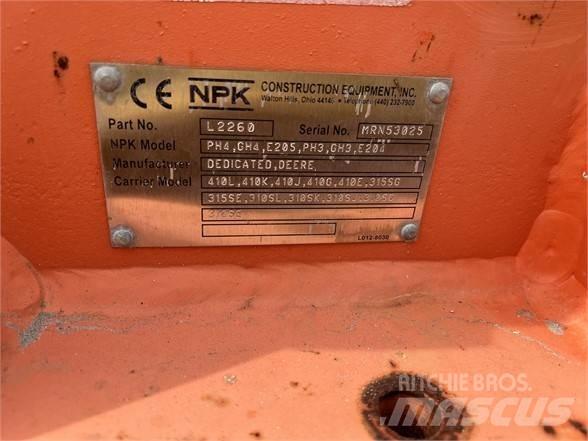 CE NPK CONSTRUCTION EQUIPMENT, INC.
Walton Hills, Ohio 44146 • Telephone (440) 232-7900
Part No. L2260 Serial No. MRN53025
NPK Model PH4,GH4,E205,PH3,GH3,E204
Manufacturer DEDICATED,DEERE,
Carrier Model 410L,410K,410J,410G,410E,315SG
315SE,310SL,310SK,310SJ,310SG
L012-8030
RITCHIE BROS.
MASCUS